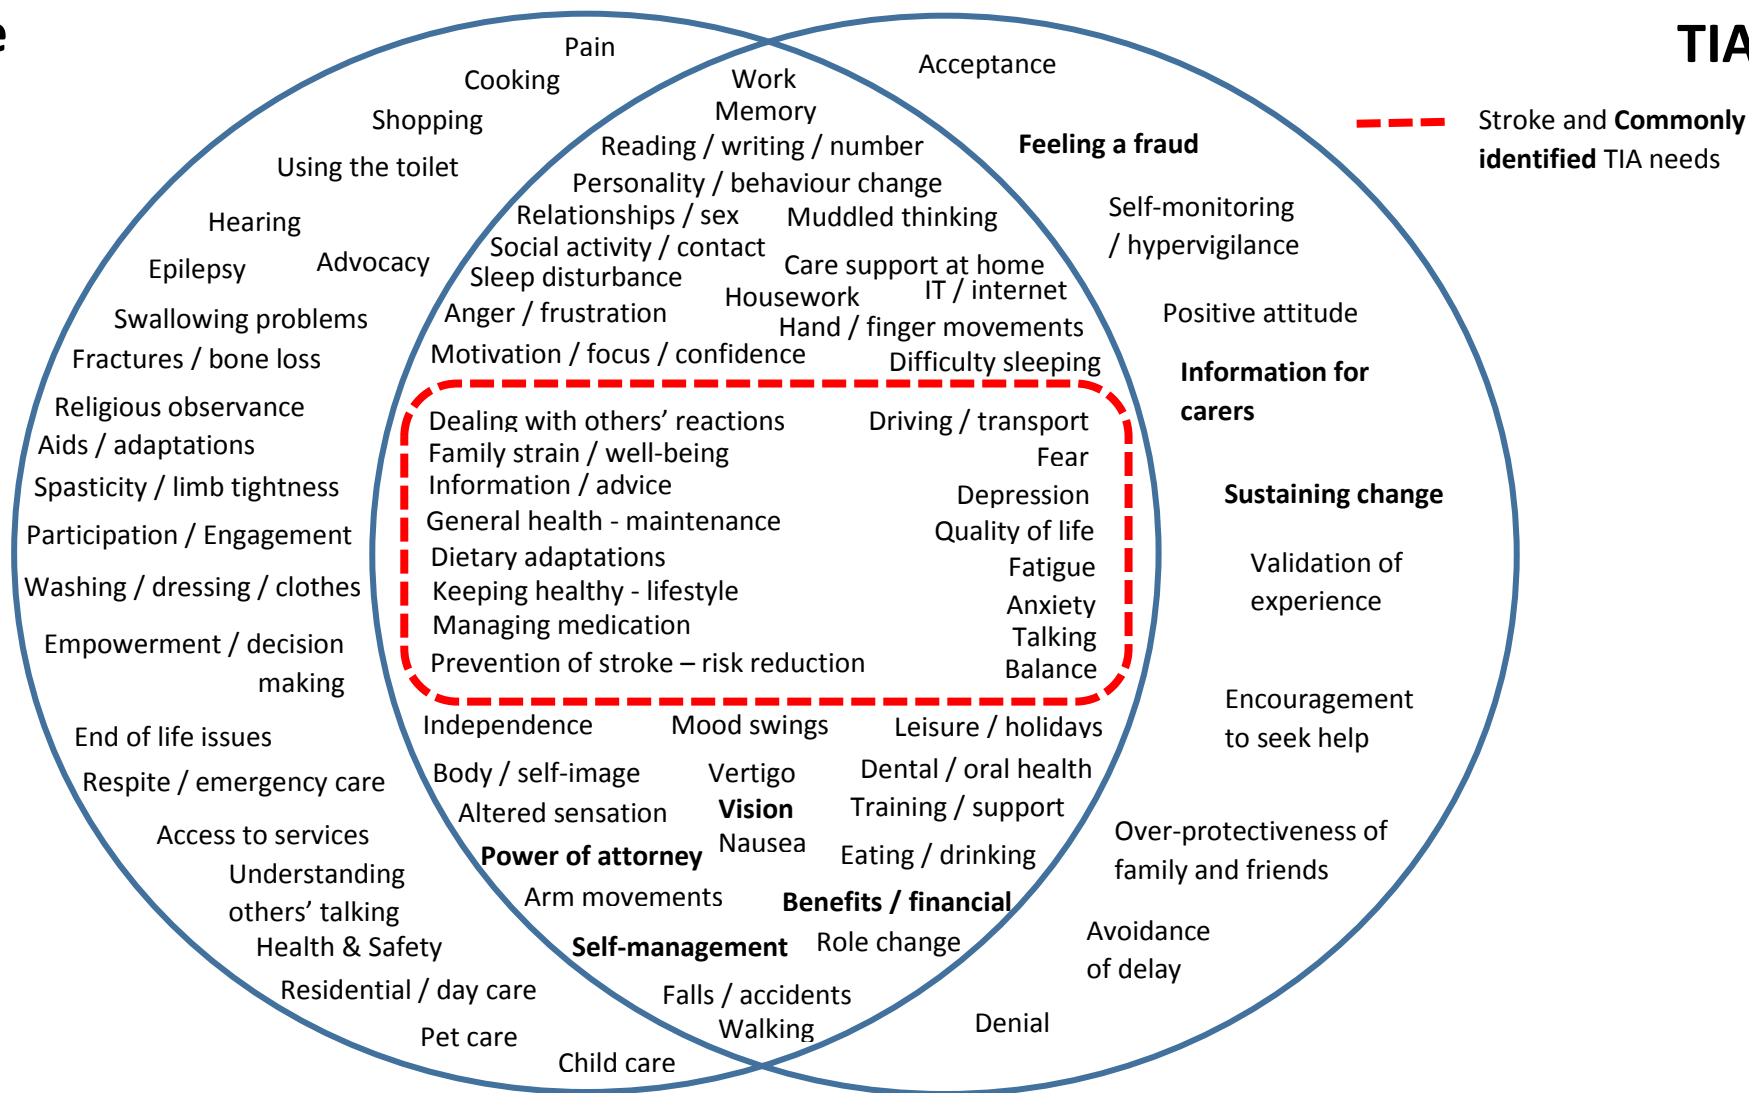 e
TIA
Stroke and Commonly
identified TIA needs
Pain
Cooking
Shopping
Using the toilet
Hearing
Advocacy
Epilepsy
Swallowing problems
Fractures / bone loss
Religious observance
Aids / adaptations
Spasticity / limb tightness
Participation / Engagement
Washing / dressing / clothes
Empowerment / decision
making
End of life issues
Respite / emergency care
Access to services
Understanding
others’ talking
Health & Safety
Residential / day care
Pet care
Child care
Work
Memory
Reading / writing / number
Personality / behaviour change
Relationships / sex
Muddled thinking
Social activity / contact
Care support at home
Sleep disturbance
IT / internet
Housework
Anger / frustration
Hand / finger movements
Motivation / focus / confidence
Difficulty sleeping
Dealing with others’ reactions
Family strain / well-being
Information / advice
General health - maintenance
Dietary adaptations
Keeping healthy - lifestyle
Managing medication
Prevention of stroke – risk reduction
Driving / transport
Fear
Depression
Quality of life
Fatigue
Anxiety
Talking
Balance
Independence
Mood swings
Leisure / holidays
Body / self-image
Vertigo
Dental / oral health
Altered sensation
Vision
Training / support
Power of attorney
Nausea
Eating / drinking
Arm movements
Benefits / financial
Self-management
Role change
Falls / accidents
Walking
Acceptance
Feeling a fraud
Self-monitoring
/ hypervigilance
Positive attitude
Information for
carers
Sustaining change
Validation of
experience
Encouragement
to seek help
Over-protectiveness of
family and friends
Avoidance
of delay
Denial